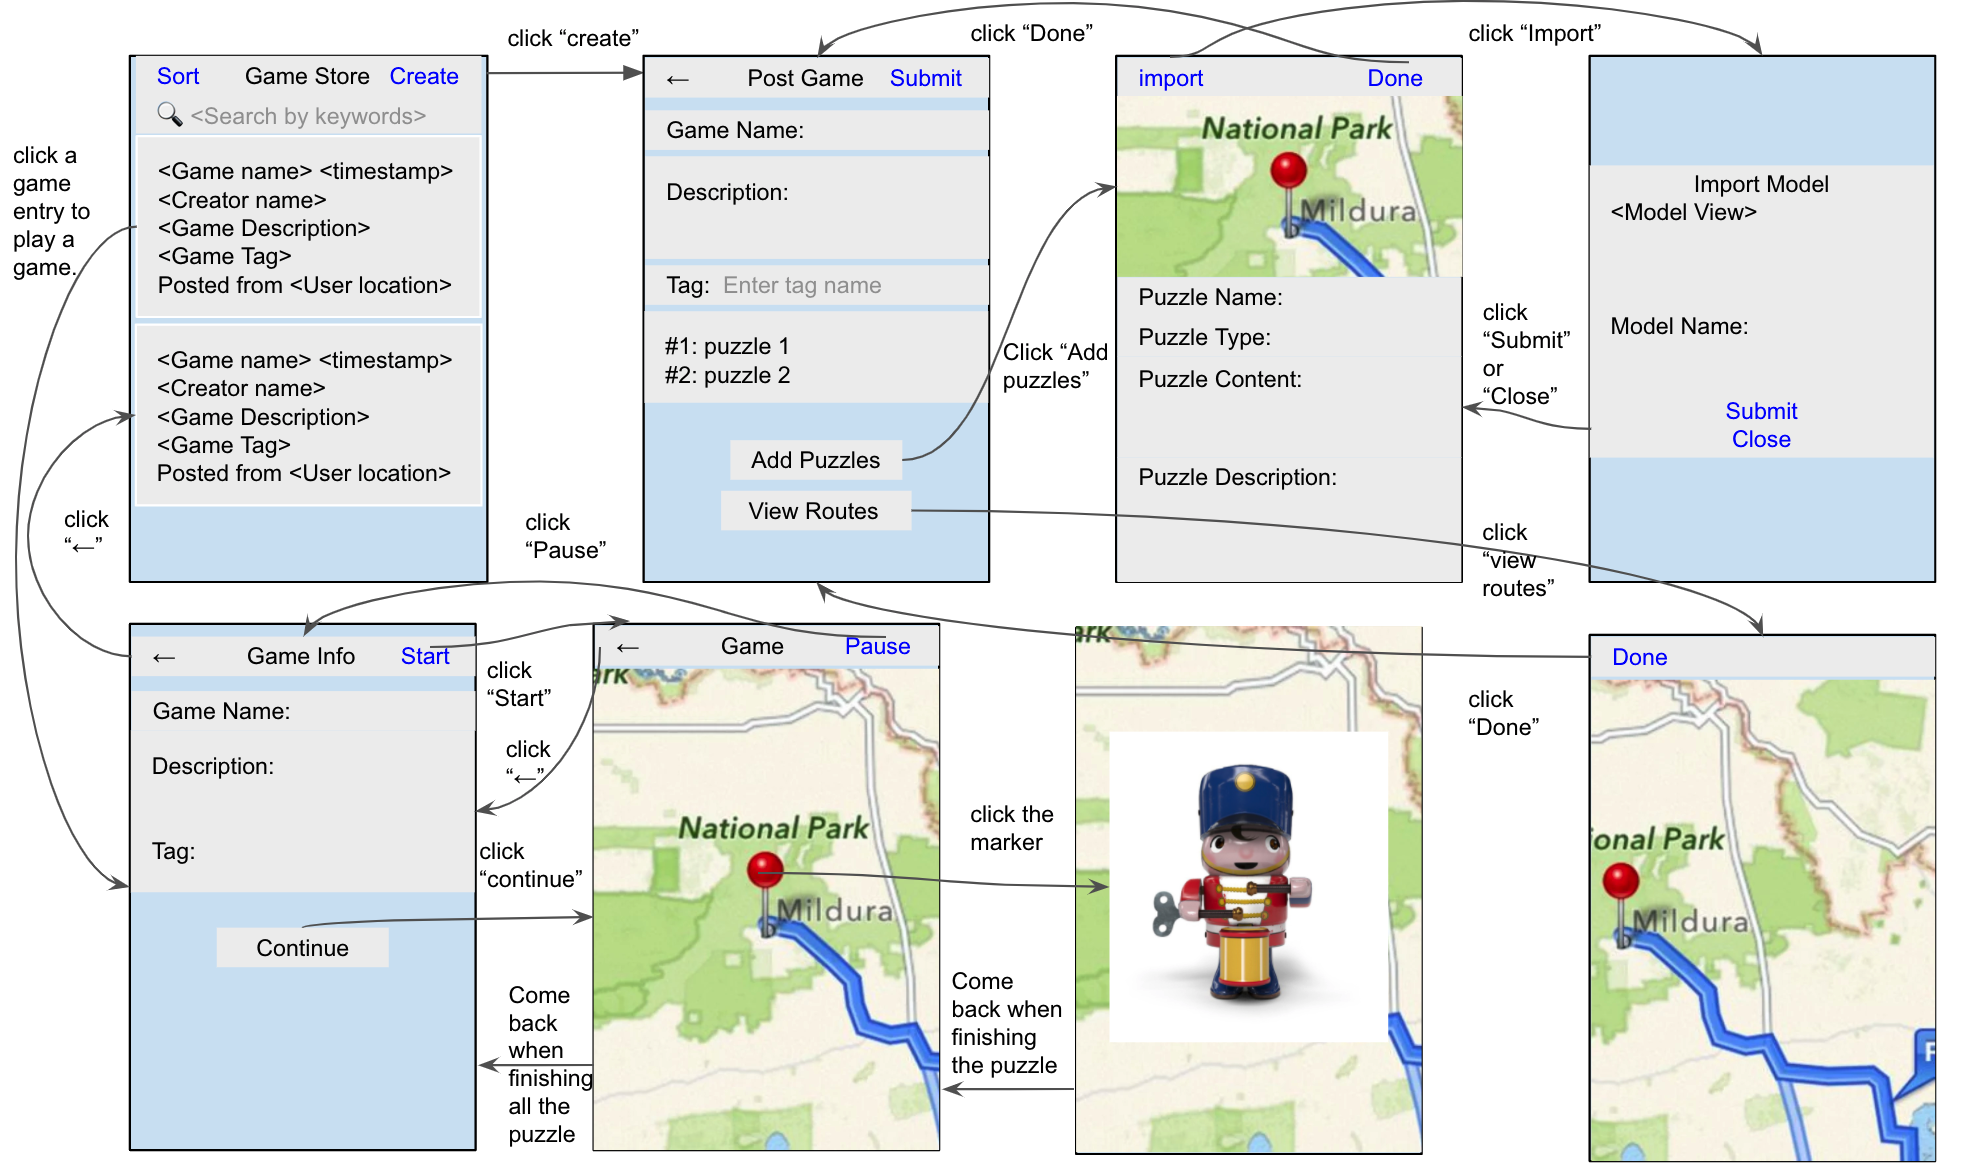 click “create”
click “Done”
click “Import”
Sort Game Store Create
🔍 <Search by keywords>
<Game name> <timestamp>
<Creator name>
<Game Description>
<Game Tag>
Posted from <User location>
<Game name> <timestamp>
<Creator name>
<Game Description>
<Game Tag>
Posted from <User location>
click a
game
entry to
play a
game.
click
“←”
← Post Game Submit
Game Name:
Description:
Tag: Enter tag name
#1: puzzle 1
#2: puzzle 2
Add Puzzles
View Routes
Click “Add
puzzles”
import Done
National Park
Mildura
Puzzle Name:
Puzzle Type:
Puzzle Content:
Puzzle Description:
click
“Submit”
or
“Close”
Import Model
<Model View>
Model Name:
Submit
Close
click
“view
routes”
click
“Pause”
← Game Info Start
Game Name:
Description:
Tag:
Continue
click
“Start”
click
“←”
click
“continue”
Come
back
when
finishing
all the
puzzle
← Game Pause
ark
National Park
Mildura
click the
marker
Come
back when
finishing
the puzzle
ark
click
“Done”
Done
ional Park
Mildura
F